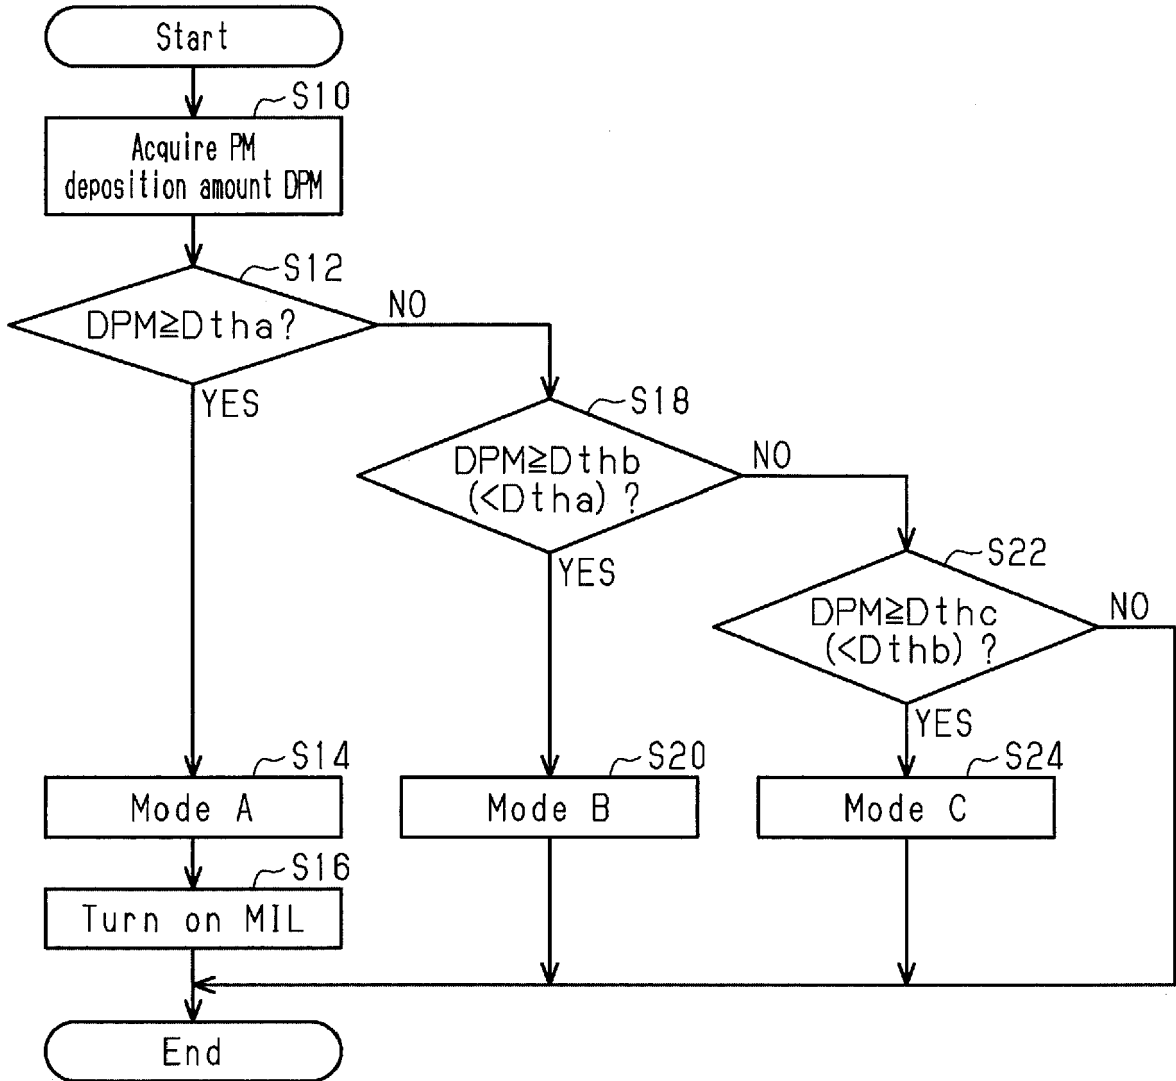 Start
S10
Acquire PM
deposition amount DPM
S12
DPM≧Dtha?
NO
YES
S18
DPM≧Dthb
(<Dtha) ?
NO
YES
S22
DPM≧Dthc
(<Dthb) ?
NO
YES
S14
Mode A
S20
Mode B
S24
Mode C
S16
Turn on MIL
End